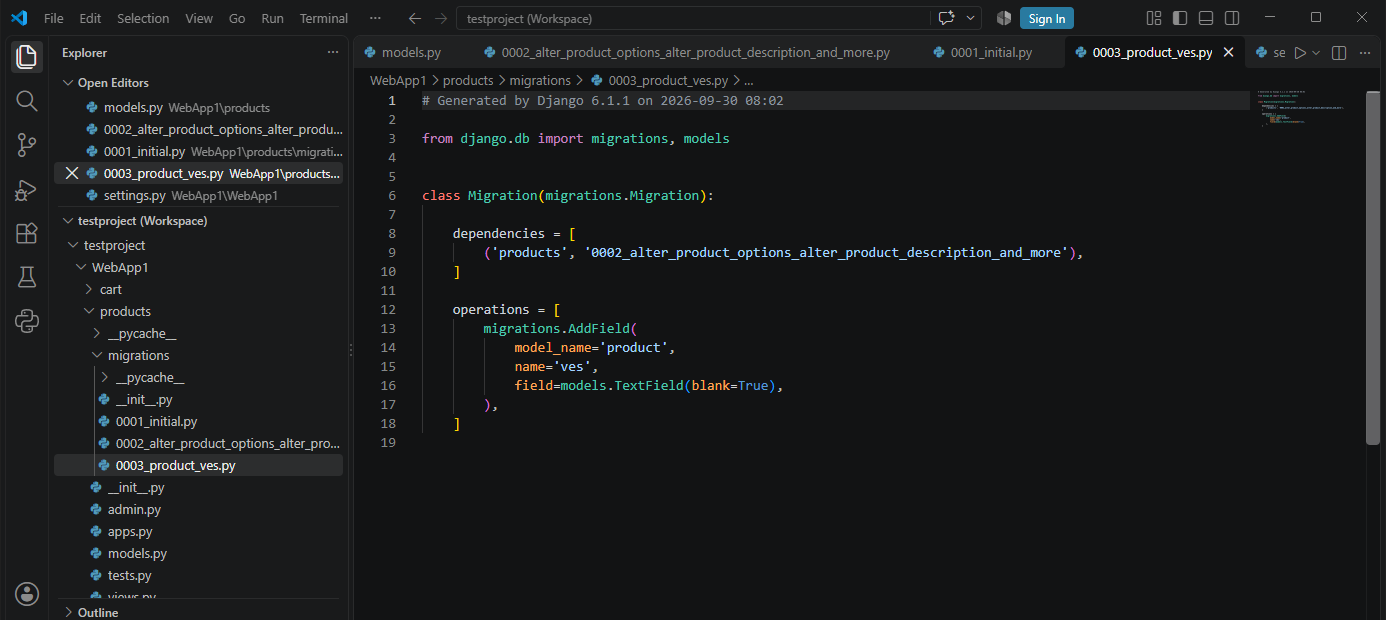 File Edit Selection View Go Run Terminal ··· testproject (Workspace) Sign In
Explorer ···
Open Editors
models.py WebApp1\products
0002_alter_product_options_alter_produ...
0001_initial.py WebApp1\products\migrati...
0003_product_ves.py WebApp1\products...
settings.py WebApp1\WebApp1
testproject (Workspace)
testproject
WebApp1
cart
products
__pycache__
migrations
__pycache__
__init__.py
0001_initial.py
0002_alter_product_options_alter_pro...
0003_product_ves.py
__init__.py
admin.py
apps.py
models.py
tests.py
views.py
Outline
models.py 0002_alter_product_options_alter_product_description_and_more.py 0001_initial.py 0003_product_ves.py se
WebApp1 > products > migrations > 0003_product_ves.py > ...
1 # Generated by Django 6.1.1 on 2026-09-30 08:02
2
3 from django.db import migrations, models
4
5
6 class Migration(migrations.Migration):
7
8     dependencies = [
9         ('products', '0002_alter_product_options_alter_product_description_and_more'),
10     ]
11
12     operations = [
13         migrations.AddField(
14             model_name='product',
15             name='ves',
16             field=models.TextField(blank=True),
17         ),
18     ]
19